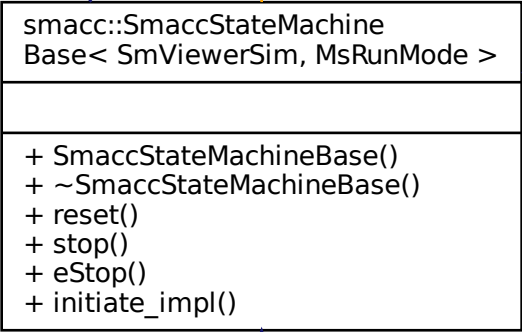 smacc::SmaccStateMachine
Base< SmViewerSim, MsRunMode >
+ SmaccStateMachineBase()
+ ~SmaccStateMachineBase()
+ reset()
+ stop()
+ eStop()
+ initiate_impl()